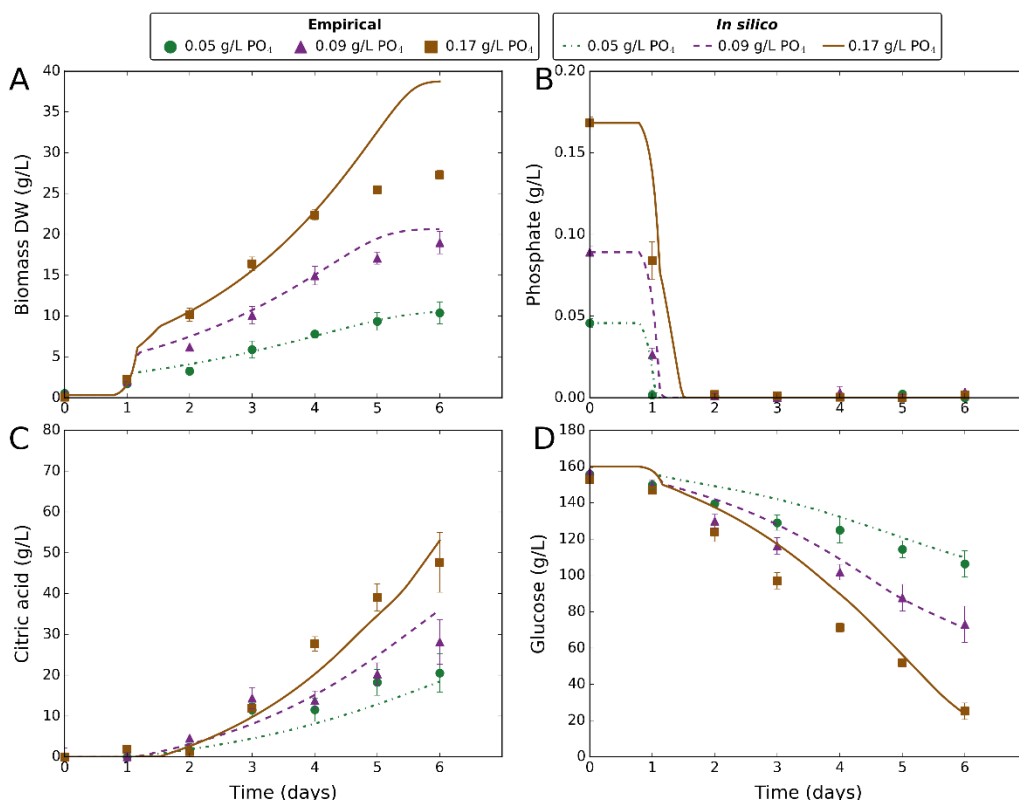 Empirical
0.05 g/L PO₄ 0.09 g/L PO₄ 0.17 g/L PO₄
In silico
0.05 g/L PO₄ 0.09 g/L PO₄ 0.17 g/L PO₄
A
Biomass DW (g/L)
40
35
30
25
20
15
10
5
0
0 1 2 3 4 5 6
B
Phosphate (g/L)
0.20
0.15
0.10
0.05
0.00
0 1 2 3 4 5 6
C
Citric acid (g/L)
80
70
60
50
40
30
20
10
0
0 1 2 3 4 5 6
Time (days)
D
Glucose (g/L)
180
160
140
120
100
80
60
40
20
0
0 1 2 3 4 5 6
Time (days)